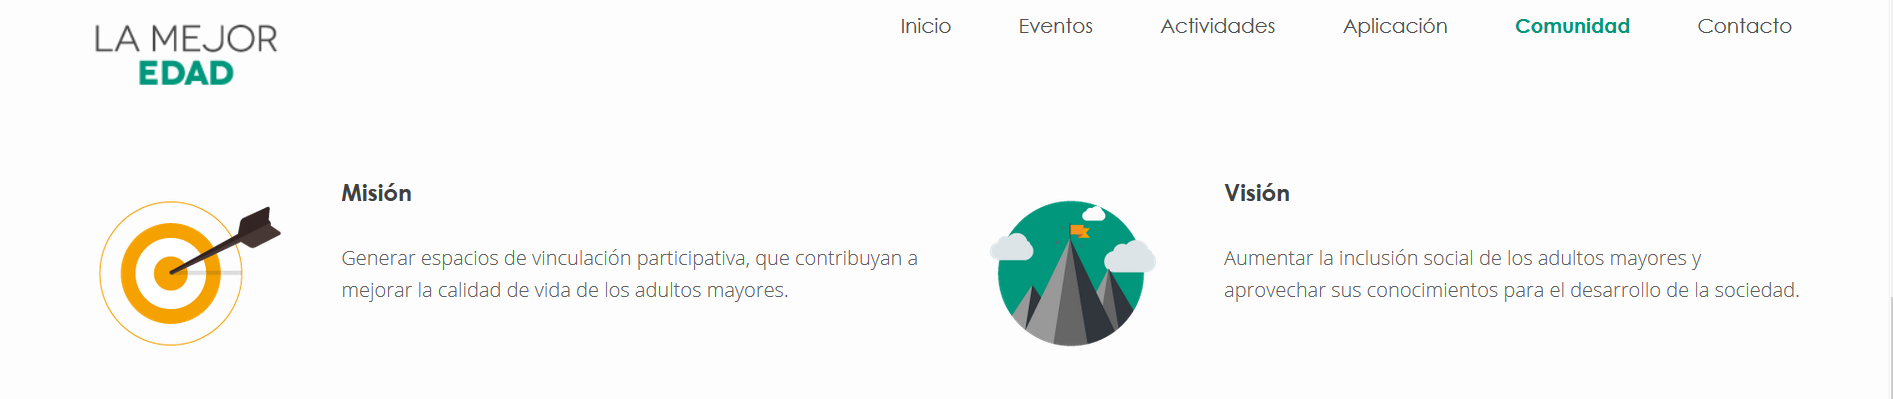 LA MEJOR
EDAD
Inicio
Eventos
Actividades
Aplicación
Comunidad
Contacto
Misión
Generar espacios de vinculación participativa, que contribuyan a
mejorar la calidad de vida de los adultos mayores.
Visión
Aumentar la inclusión social de los adultos mayores y
aprovechar sus conocimientos para el desarrollo de la sociedad.